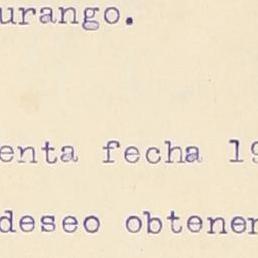 urango.
enta fecha 19
deseo obtener